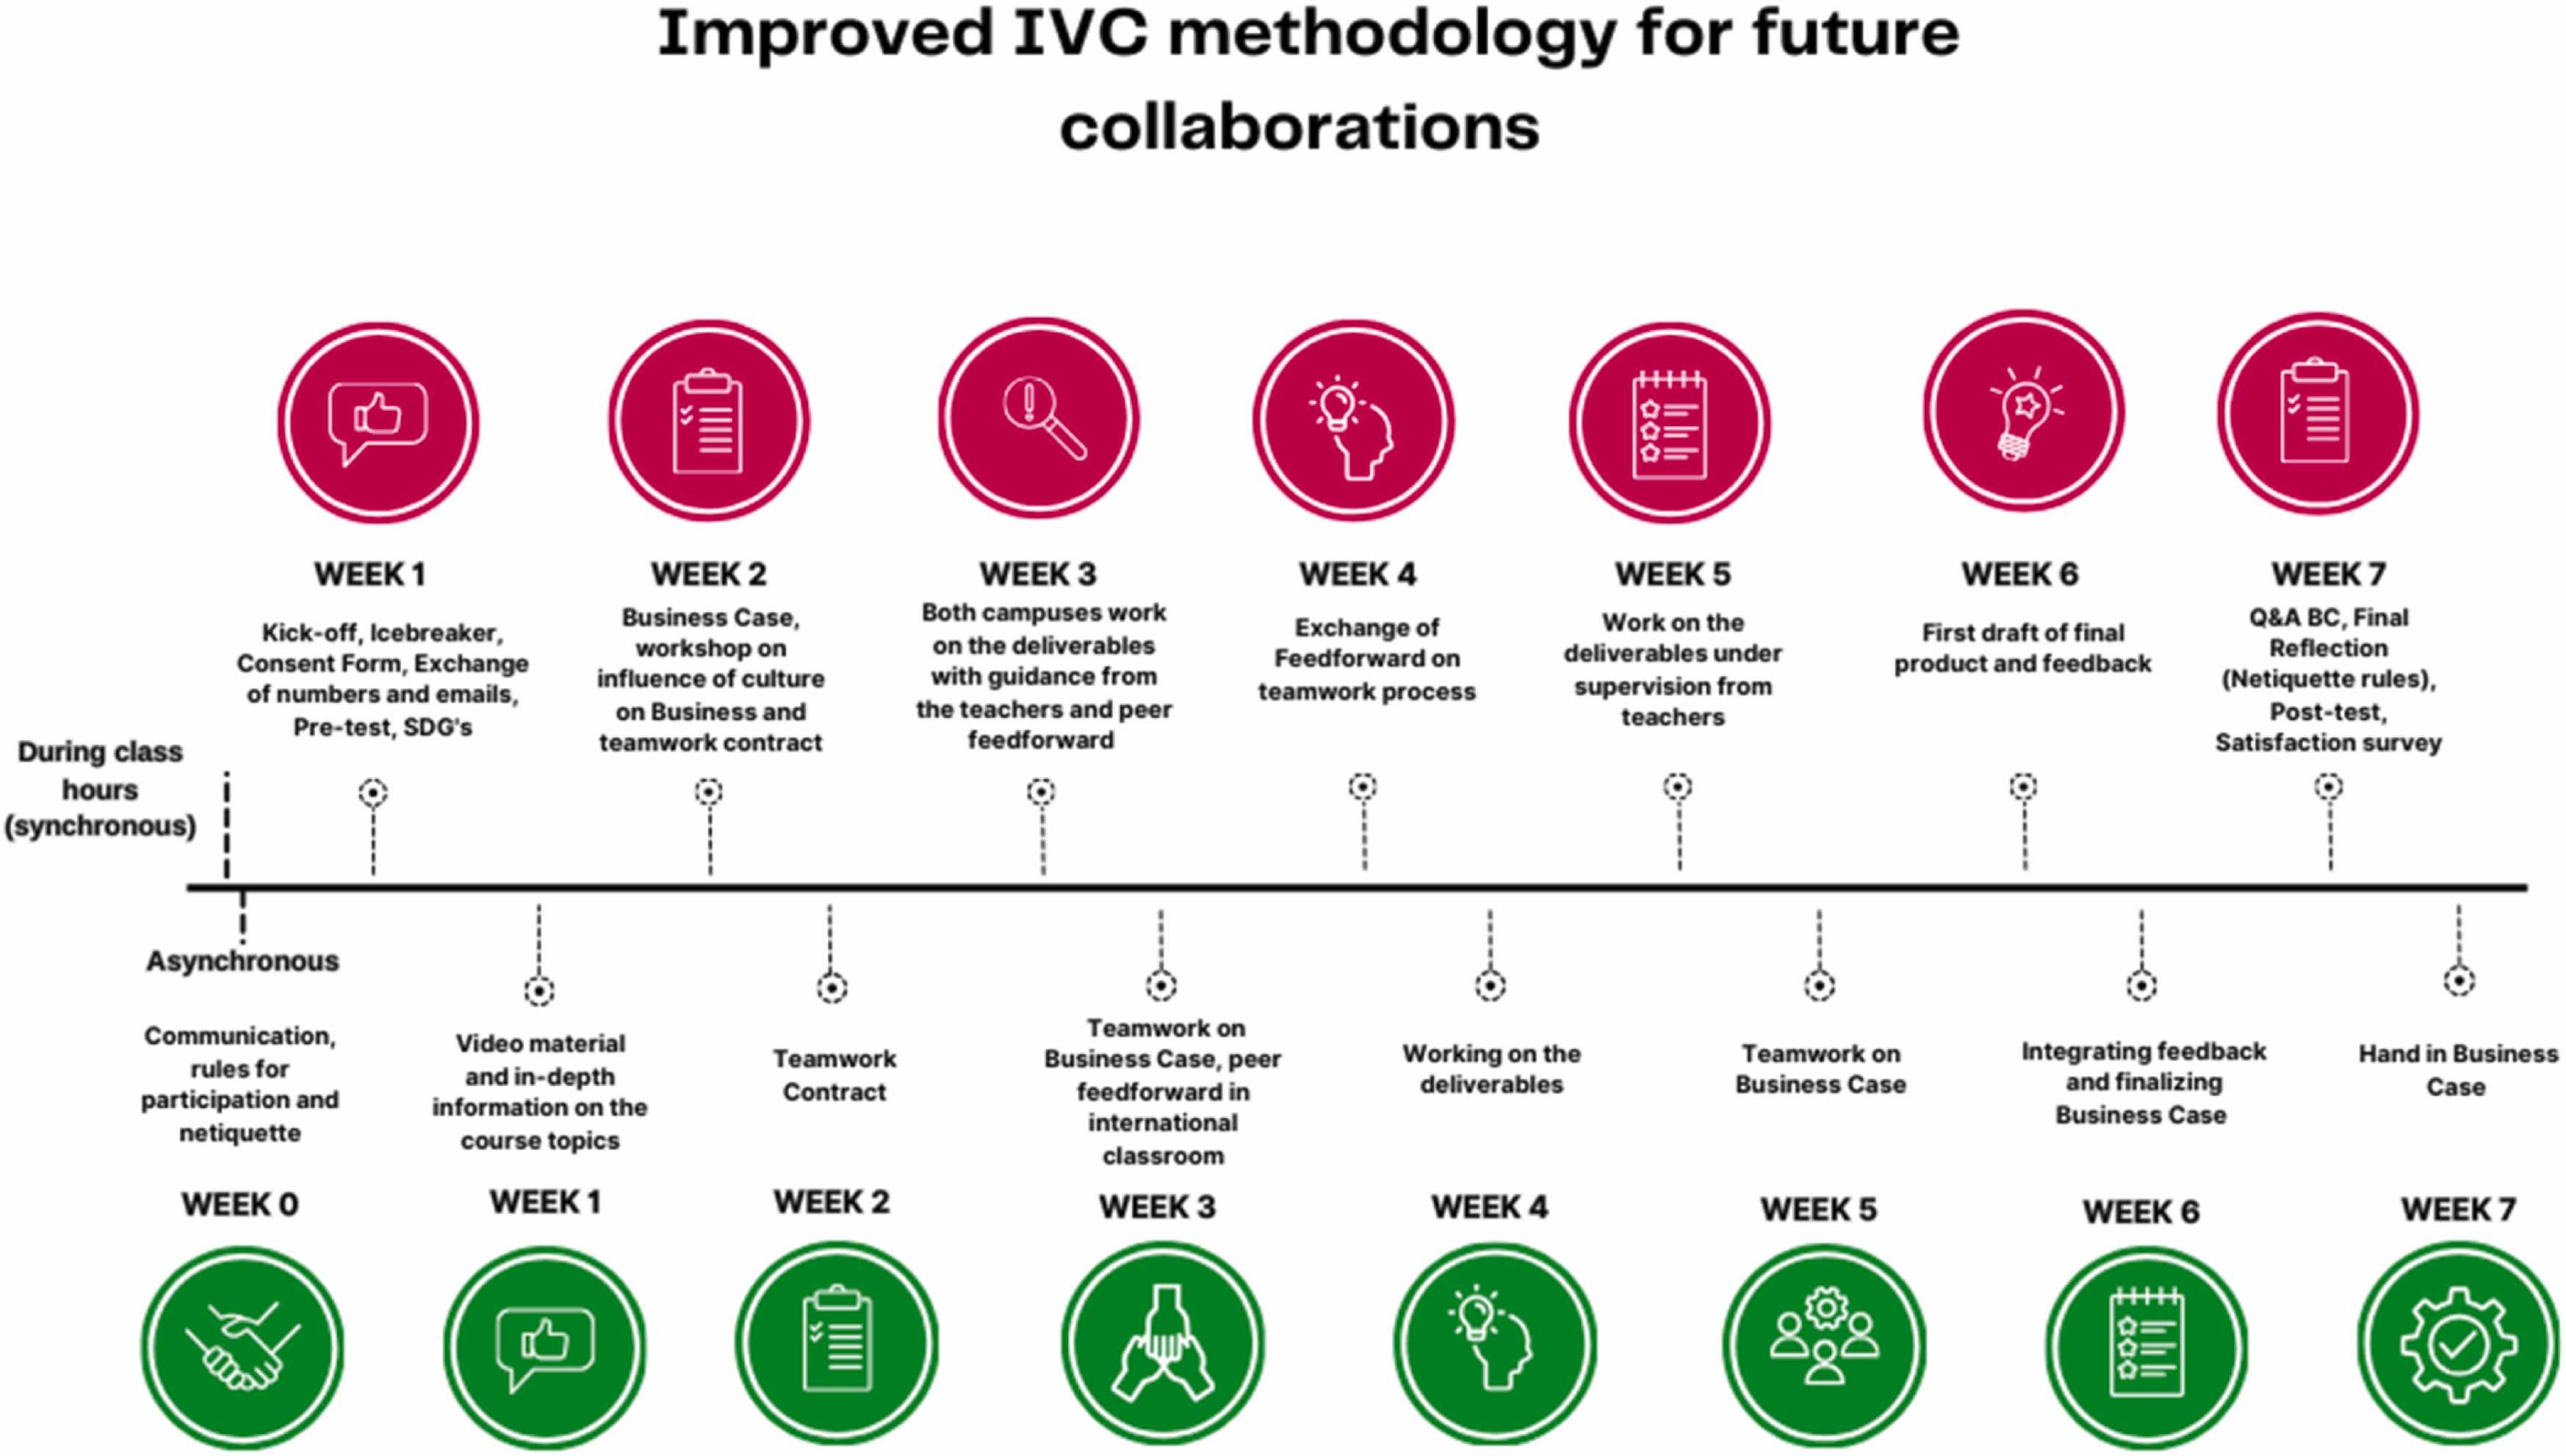 Improved IVC methodology for future
collaborations
WEEK 1
Kick-off, Icebreaker,
Consent Form, Exchange
of numbers and emails,
Pre-test, SDG's
WEEK 2
Business Case,
workshop on
influence of culture
on Business and
teamwork contract
WEEK 3
Both campuses work
on the deliverables
with guidance from
the teachers and peer
feedforward
WEEK 4
Exchange of
Feedforward on
teamwork process
WEEK 5
Work on the
deliverables under
supervision from
teachers
WEEK 6
First draft of final
product and feedback
WEEK 7
Q&A BC, Final
Reflection
(Netiquette rules),
Post-test,
Satisfaction survey
During class
hours
(synchronous)
Asynchronous
Communication,
rules for
participation and
netiquette
WEEK 0
Video material
and in-depth
information on the
course topics
WEEK 1
Teamwork
Contract
WEEK 2
Teamwork on
Business Case, peer
feedforward in
international
classroom
WEEK 3
Working on the
deliverables
WEEK 4
Teamwork on
Business Case
WEEK 5
Integrating feedback
and finalizing
Business Case
WEEK 6
Hand in Business
Case
WEEK 7